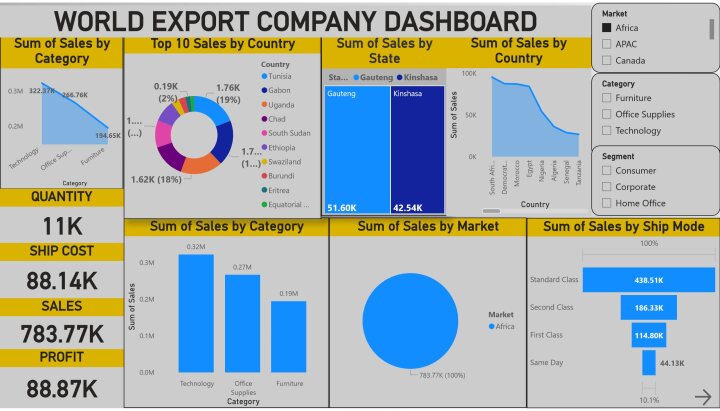 WORLD EXPORT COMPANY DASHBOARD
Sum of Sales by
Category
0.3M
0.2M
322.37K
266.76K
194.65K
Technology
Office Sup...
Furniture
Category
Top 10 Sales by Country
0.19K
(2%)
1.76K
(19%)
1....
(...)
1.7...
(1...)
1.62K (18%)
Country
Tunisia
Gabon
Uganda
Chad
South Sudan
Ethiopia
Swaziland
Burundi
Eritrea
Equatorial ...
Sum of Sales by
State
Sta... Gauteng Kinshasa
Gauteng
Kinshasa
51.60K
42.54K
Sum of Sales by
Country
Sum of Sales
100K
50K
0K
South Afri...
Democrat...
Morocco
Egypt
Nigeria
Algeria
Senegal
Tanzania
Country
Market
Africa
APAC
Canada
Category
Furniture
Office Supplies
Technology
Segment
Consumer
Corporate
Home Office
QUANTITY
11K
SHIP COST
88.14K
SALES
783.77K
PROFIT
88.87K
Sum of Sales by Category
Sum of Sales
0.3M
0.2M
0.1M
0.0M
0.32M
0.27M
0.19M
Technology
Office
Supplies
Furniture
Category
Sum of Sales by Market
Market
Africa
783.77K (100%)
Sum of Sales by Ship Mode
100%
Standard Class
438.51K
Second Class
186.33K
First Class
114.80K
Same Day
44.13K
10.1%